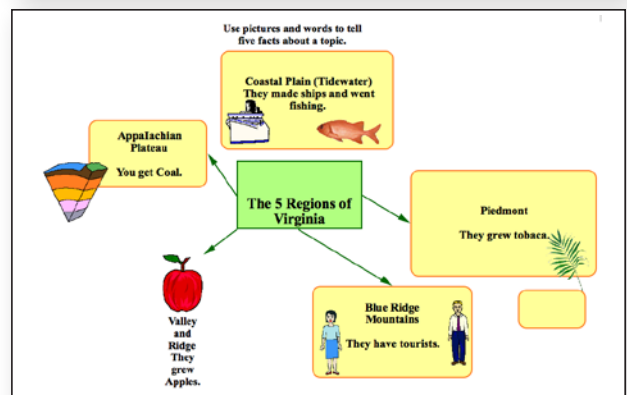 Use pictures and words to tell
five facts about a topic.
Coastal Plain (Tidewater)
They made ships and went
fishing.
Appalachian
Plateau
You get Coal.
The 5 Regions of
Virginia
Piedmont
They grew tobaca.
Valley
and
Ridge
They
grew
Apples.
Blue Ridge
Mountains
They have tourists.